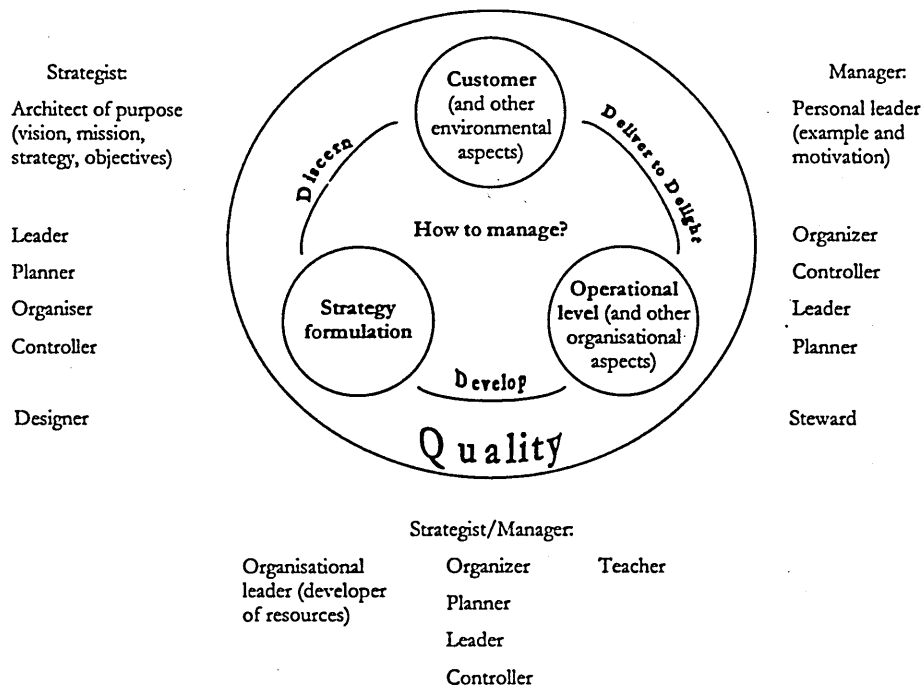 Strategist:
Architect of purpose
(vision, mission,
strategy, objectives)
Leader
Planner
Organiser
Controller
Designer
Customer
(and other
environmental
aspects)
Discern
Deliver to Delight
How to manage?
Strategy
formulation
Operational
level (and other
organisational
aspects)
Develop
Quality
Manager:
Personal leader
(example and
motivation)
Organizer
Controller
Leader
Planner
Steward
Strategist/Manager:
Organisational
leader (developer
of resources)
Organizer
Planner
Leader
Controller
Teacher